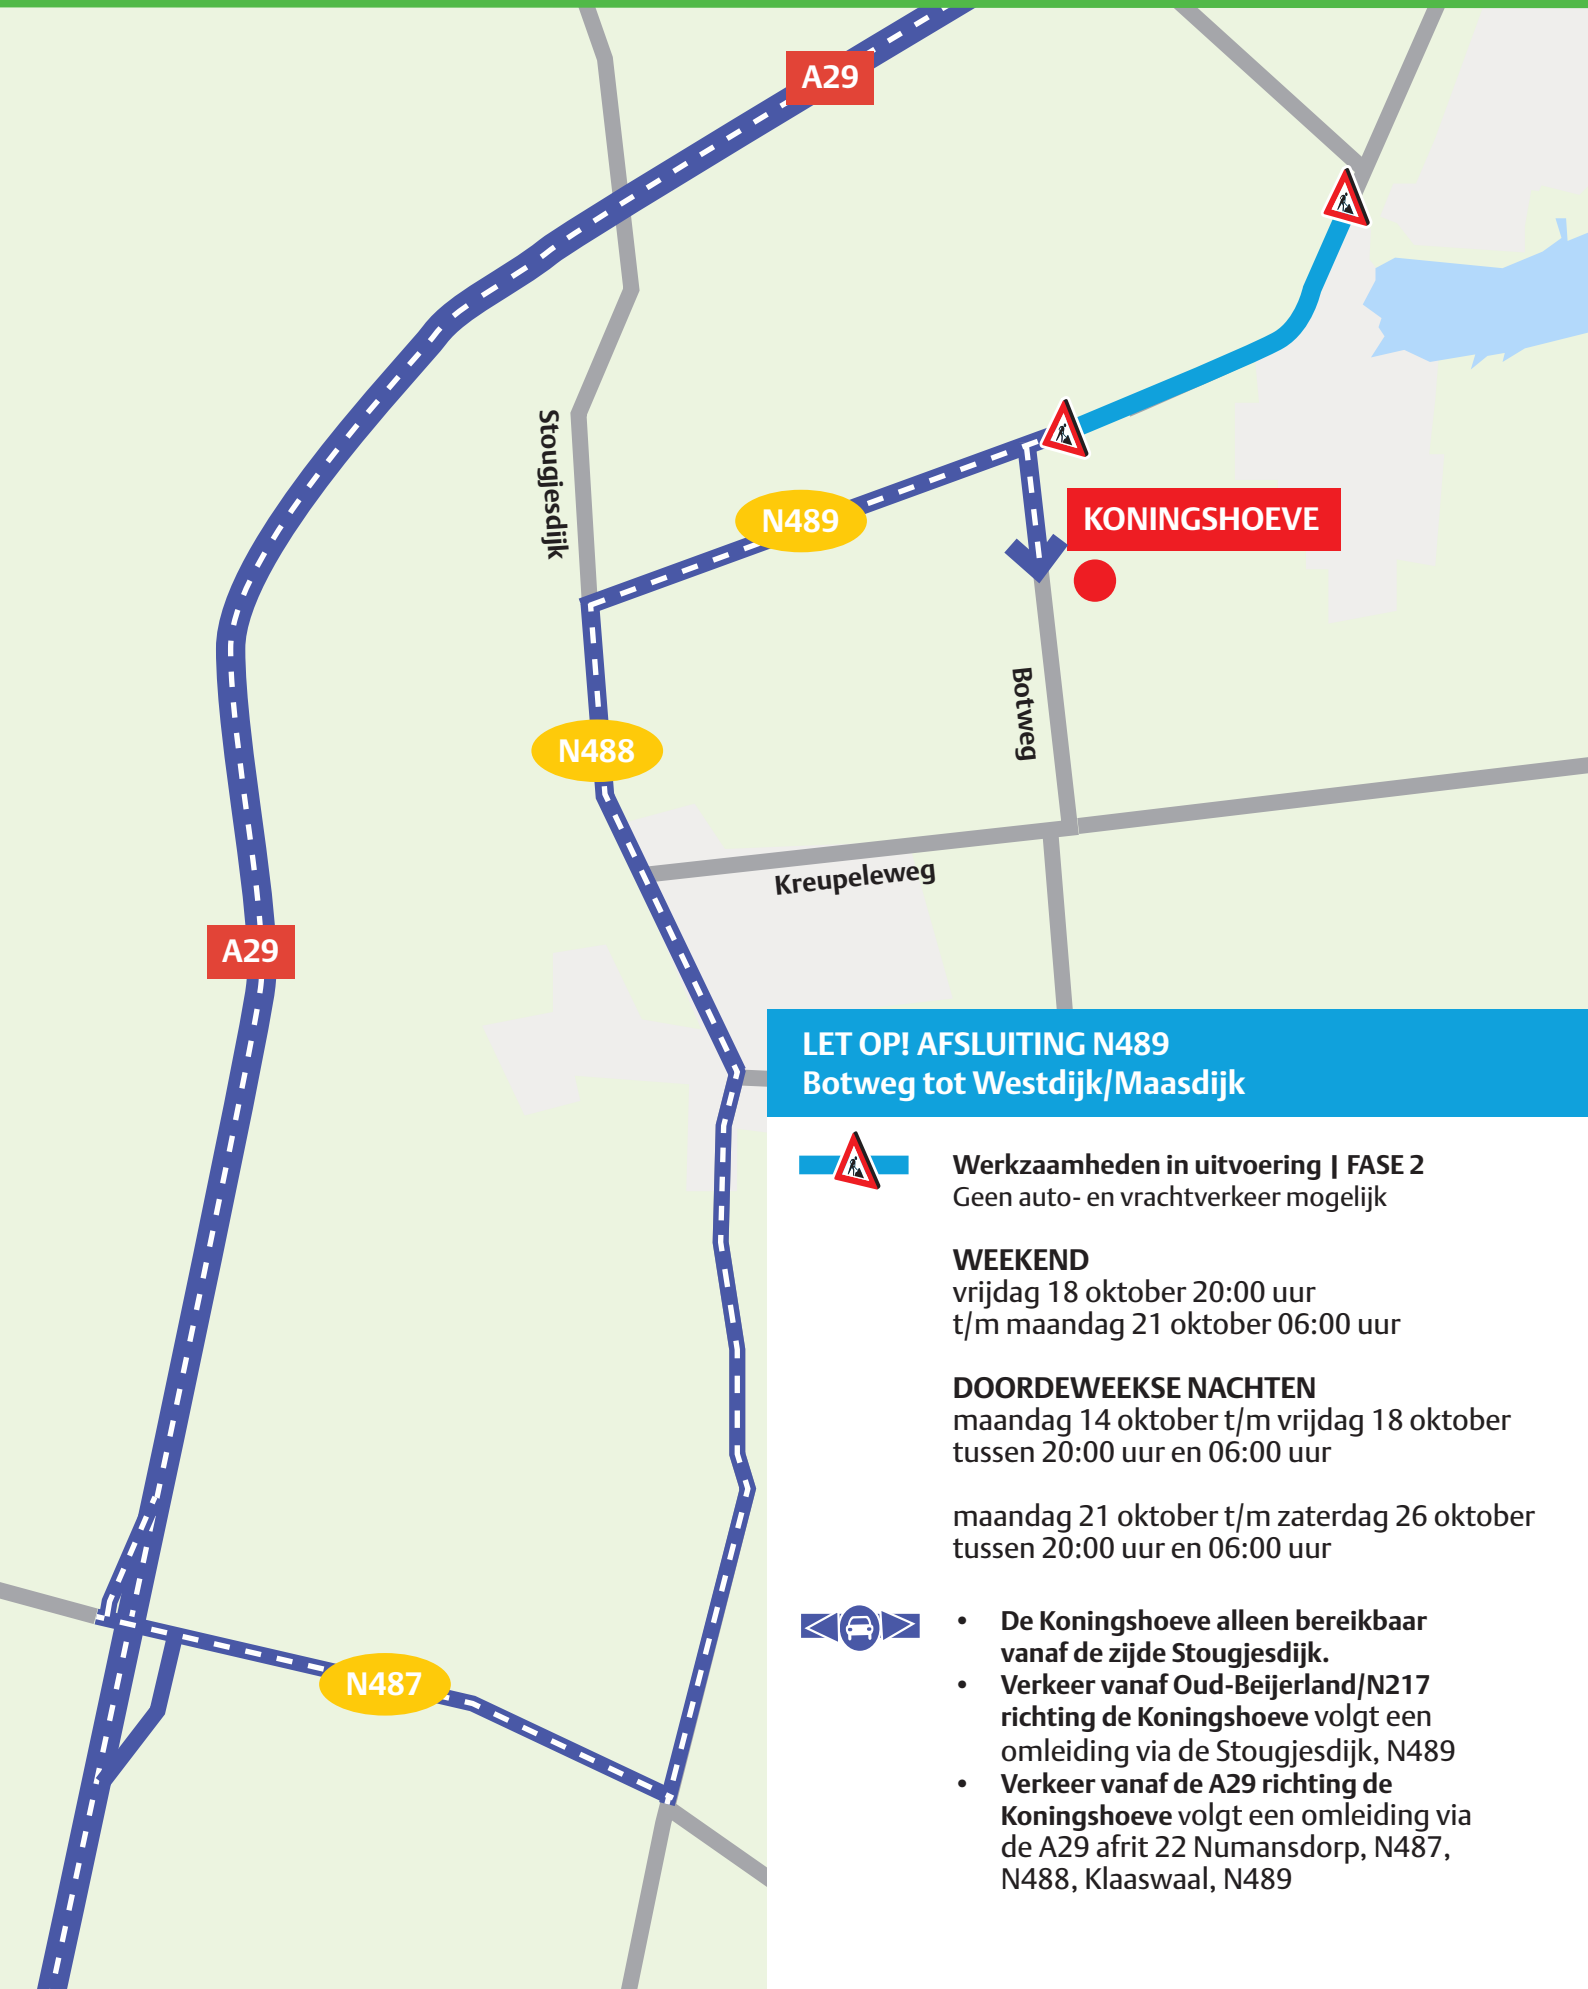 A29
Stougjesdijk
N489
KONINGSHOEVE
Botweg
N488
Kreupeleweg
A29
N487
LET OP! AFSLUITING N489
Botweg tot Westdijk/Maasdijk
Werkzaamheden in uitvoering | FASE 2
Geen auto- en vrachtverkeer mogelijk
WEEKEND
vrijdag 18 oktober 20:00 uur
t/m maandag 21 oktober 06:00 uur
DOORDEWEEKSE NACHTEN
maandag 14 oktober t/m vrijdag 18 oktober
tussen 20:00 uur en 06:00 uur
maandag 21 oktober t/m zaterdag 26 oktober
tussen 20:00 uur en 06:00 uur
• De Koningshoeve alleen bereikbaar
vanaf de zijde Stougjesdijk.
• Verkeer vanaf Oud-Beijerland/N217
richting de Koningshoeve volgt een
omleiding via de Stougjesdijk, N489
• Verkeer vanaf de A29 richting de
Koningshoeve volgt een omleiding via
de A29 afrit 22 Numansdorp, N487,
N488, Klaaswaal, N489